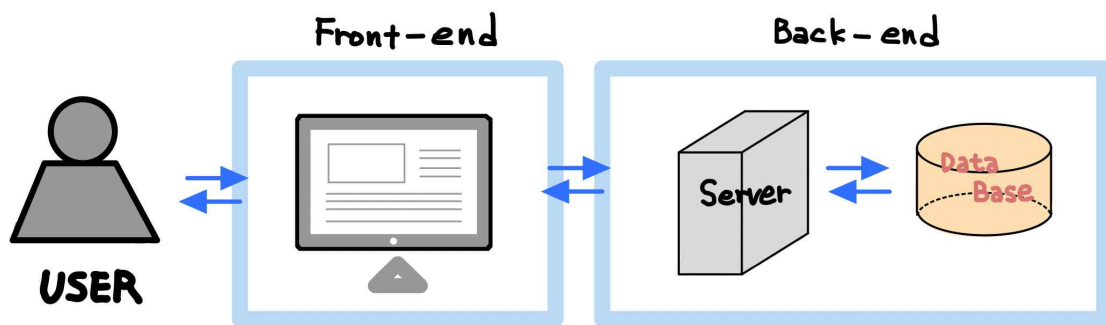 Front-end
Back-end
Server
Data
Base
USER